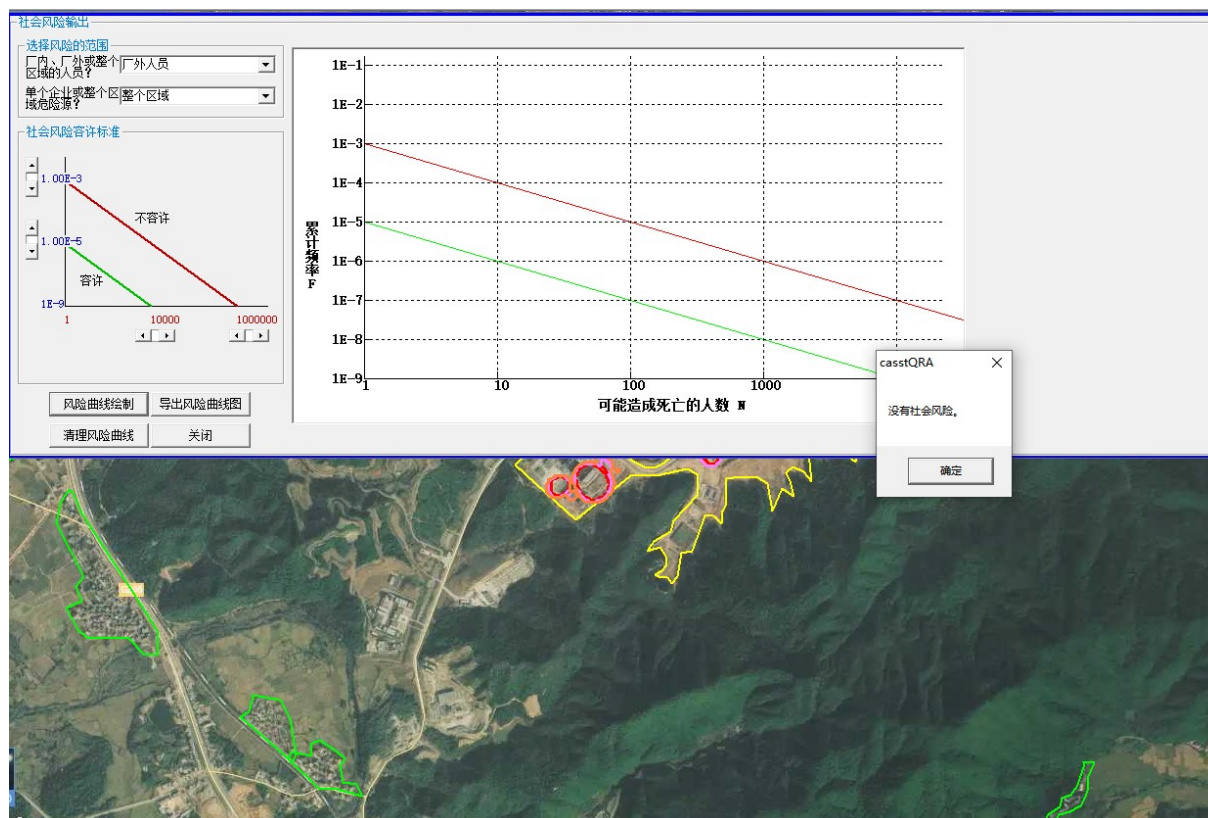 社会风险输出
选择风险的范围
厂内、厂外或整个区域的人员？
厂外人员
单个企业或整个区域危险源？
整个区域
社会风险容许标准
1.00E-3
不容许
1.00E-5
容许
1E-9
1
10000
1000000
风险曲线绘制
导出风险曲线图
清理风险曲线
关闭
1E-1
1E-2
1E-3
1E-4
1E-5
1E-6
1E-7
1E-8
1E-9
累计频率F
1
10
100
1000
可能造成死亡的人数 N
casstQRA
没有社会风险。
确定